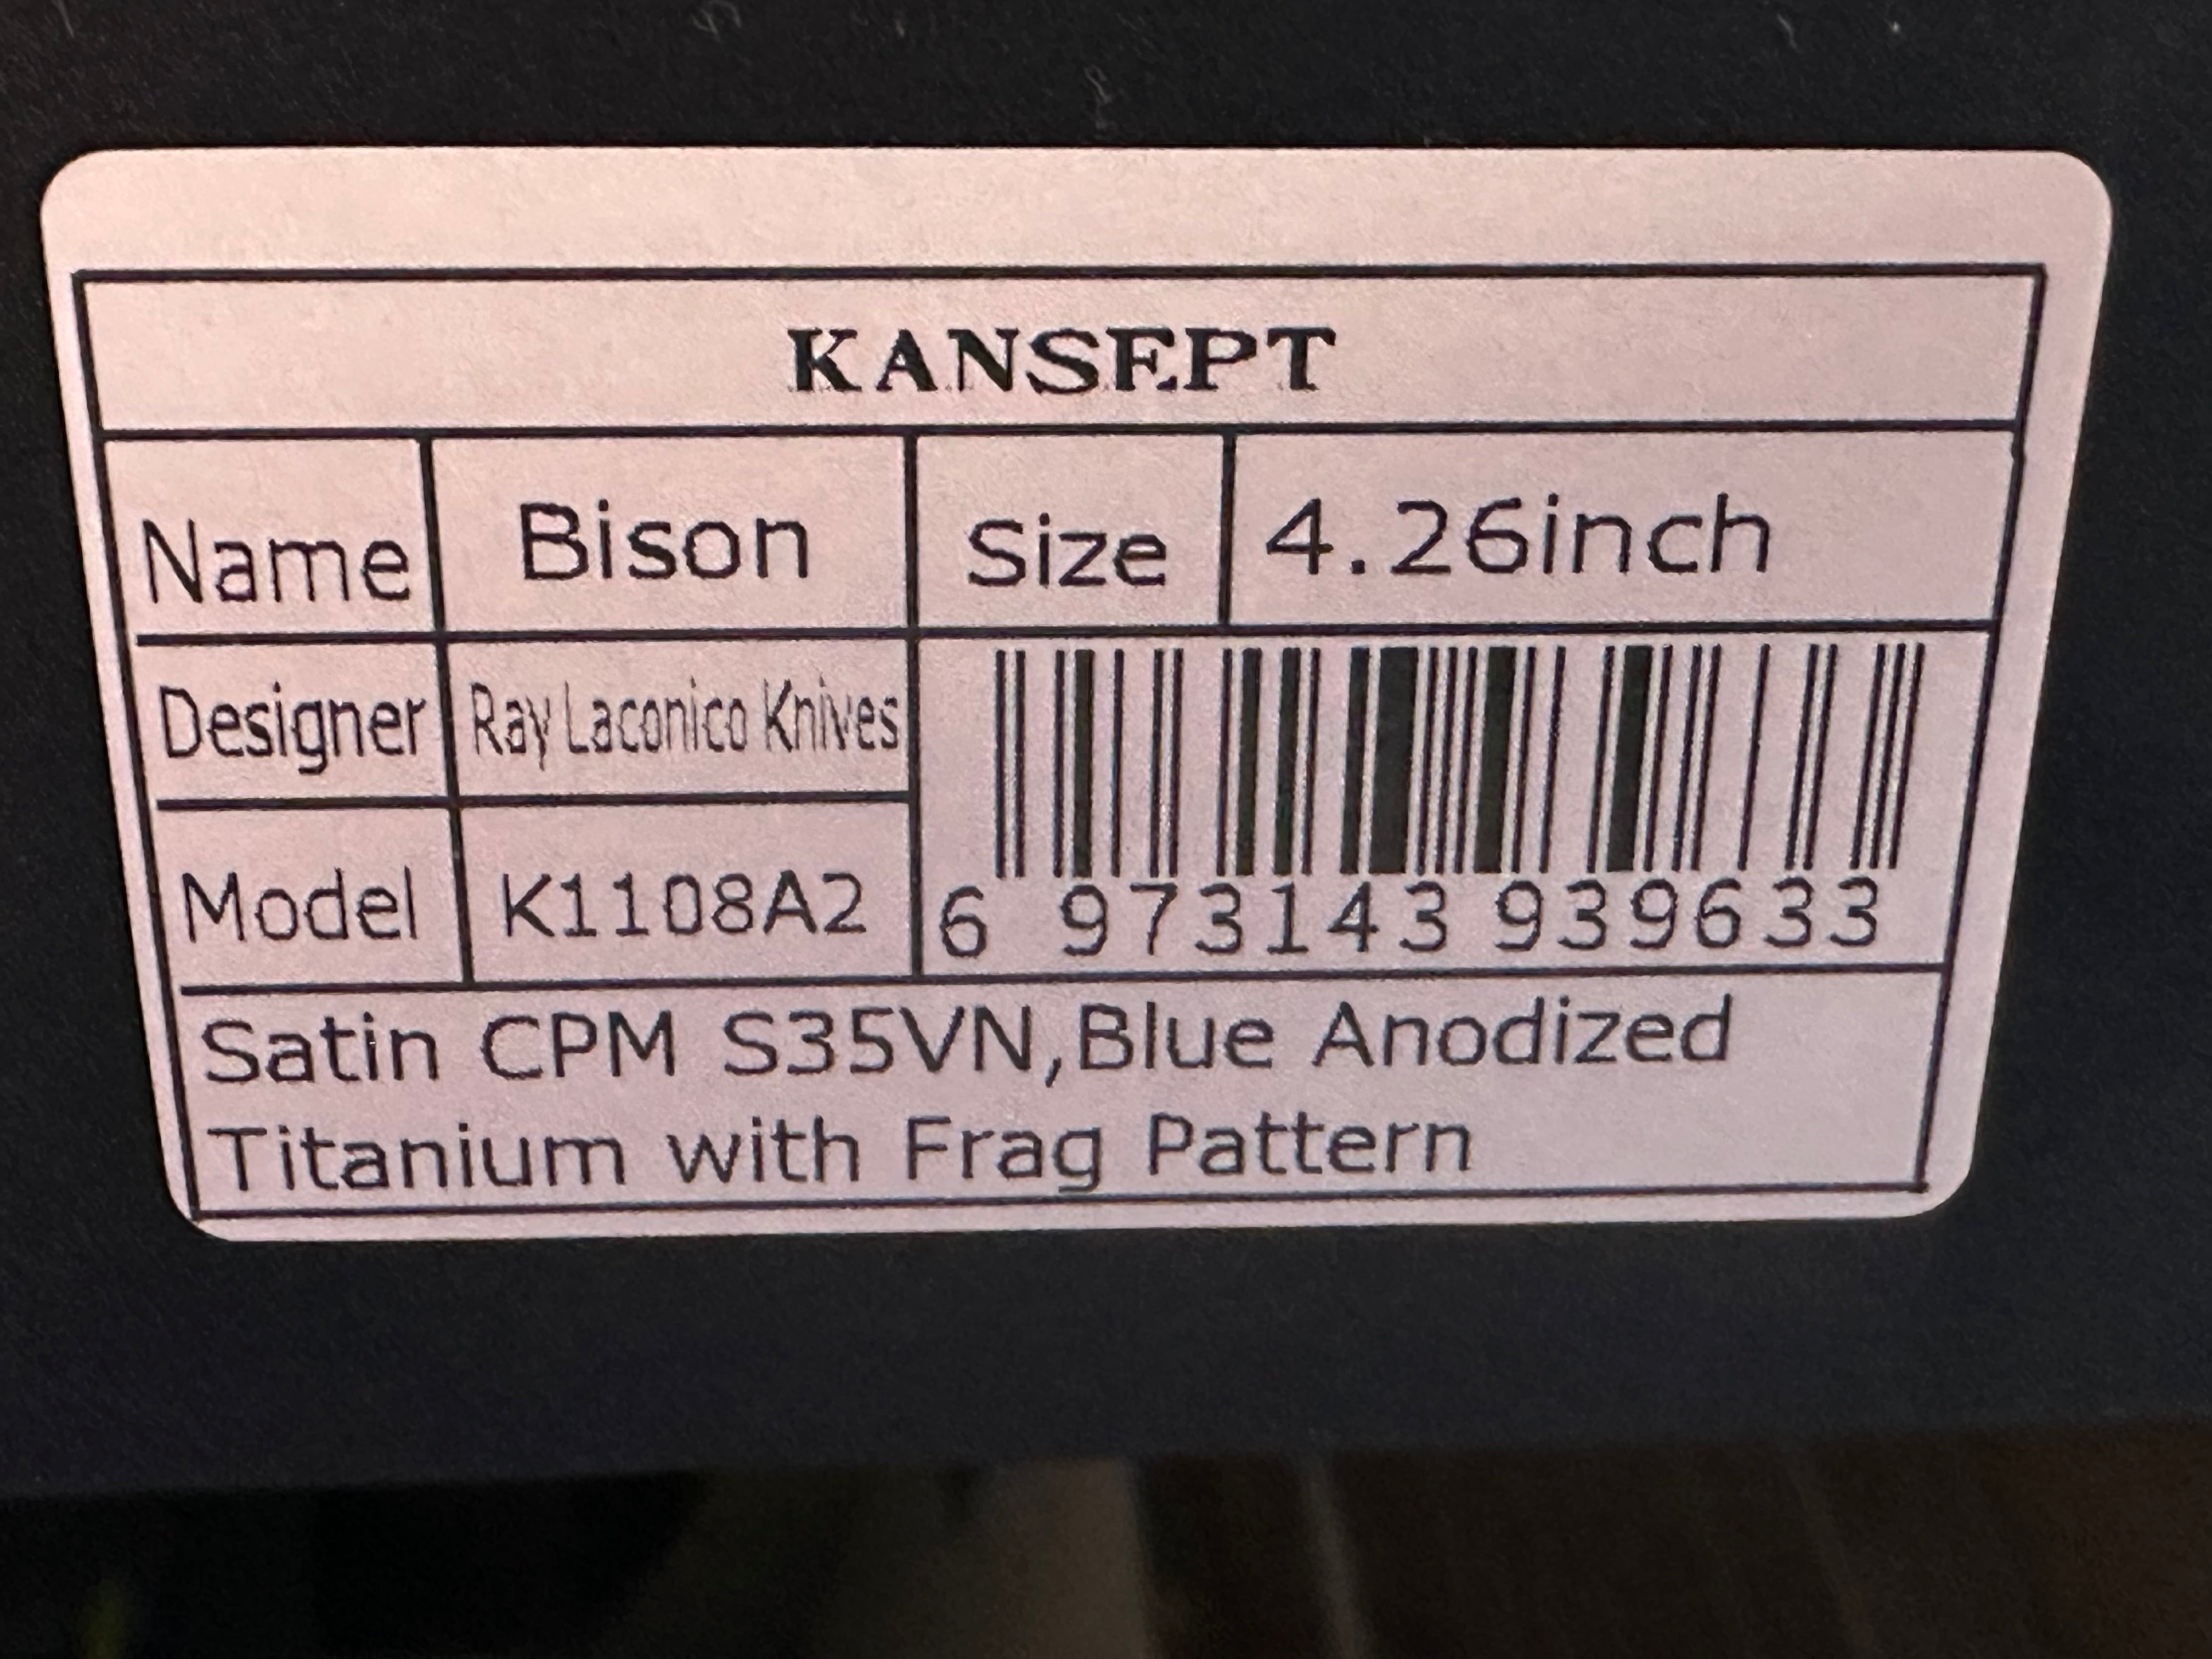 KANSEPT
Name Bison Size 4.26inch
Designer Ray Laconico Knives
Model K1108A2 6 973143 939633
Satin CPM S35VN,Blue Anodized
Titanium with Frag Pattern